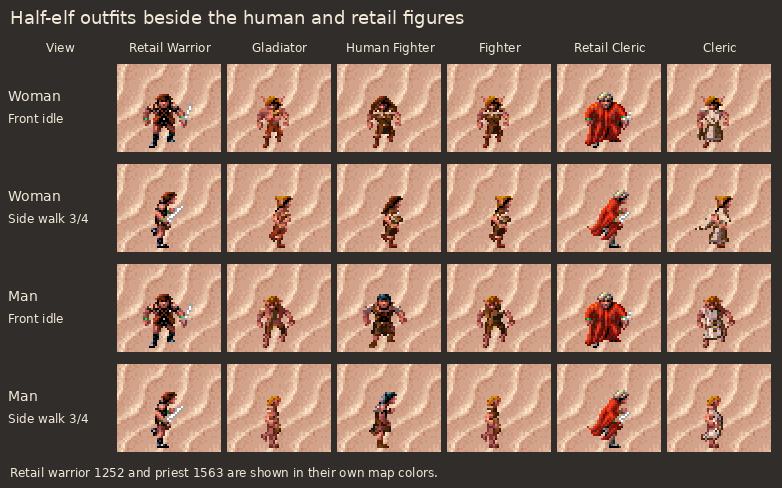 Half-elf outfits beside the human and retail figures
View Retail Warrior Gladiator Human Fighter Fighter Retail Cleric Cleric
Woman
Front idle
Woman
Side walk 3/4
Man
Front idle
Man
Side walk 3/4
Retail warrior 1252 and priest 1563 are shown in their own map colors.